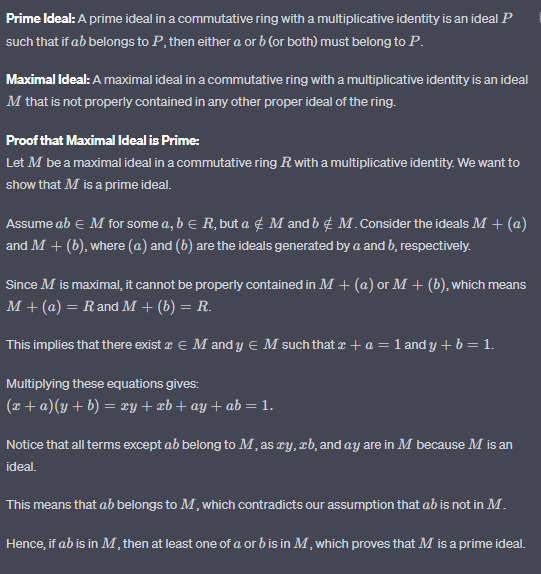 Prime Ideal: A prime ideal in a commutative ring with a multiplicative identity is an ideal P
such that if ab belongs to P, then either a or b (or both) must belong to P.
Maximal Ideal: A maximal ideal in a commutative ring with a multiplicative identity is an ideal
M that is not properly contained in any other proper ideal of the ring.
Proof that Maximal Ideal is Prime:
Let M be a maximal ideal in a commutative ring R with a multiplicative identity. We want to
show that M is a prime ideal.
Assume ab ∈ M for some a, b ∈ R, but a ∉ M and b ∉ M. Consider the ideals M + (a)
and M + (b), where (a) and (b) are the ideals generated by a and b, respectively.
Since M is maximal, it cannot be properly contained in M + (a) or M + (b), which means
M + (a) = R and M + (b) = R.
This implies that there exist x ∈ M and y ∈ M such that x + a = 1 and y + b = 1.
Multiplying these equations gives:
(x + a)(y + b) = xy + xb + ay + ab = 1.
Notice that all terms except ab belong to M, as xy, xb, and ay are in M because M is an
ideal.
This means that ab belongs to M, which contradicts our assumption that ab is not in M.
Hence, if ab is in M, then at least one of a or b is in M, which proves that M is a prime ideal.